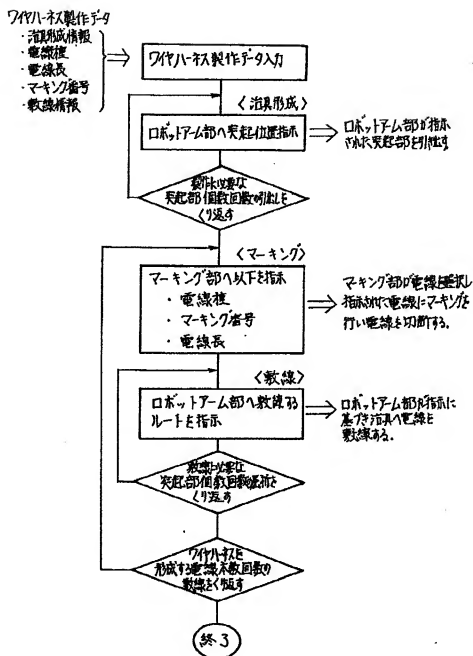 ワイヤハーネス製作データ
・治具形成情報
・電線種
・電線長
・マーキング番号
・敷線情報
ワイヤハーネス製作データ入力
<治具形成>
ロボットアーム部へ突起位置指示
ロボットアーム部が指示
された突起部を引出す
製作に必要な
突起部個数回数の引出しを
くり返す
<マーキング>
マーキング部へ以下を指示
・電線種
・マーキング番号
・電線長
マーキング部が電線を選択し
指示された電線にマーキングを
行い電線を切断する。
<敷線>
ロボットアーム部へ敷線する
ルートを指示
ロボットアーム部が指示に
基づき治具へ電線を
敷線する。
敷線に必要な
突起部個数回数
くり返す
ワイヤハーネスを
形成する電線本数回数の
敷線をくり返す
終了